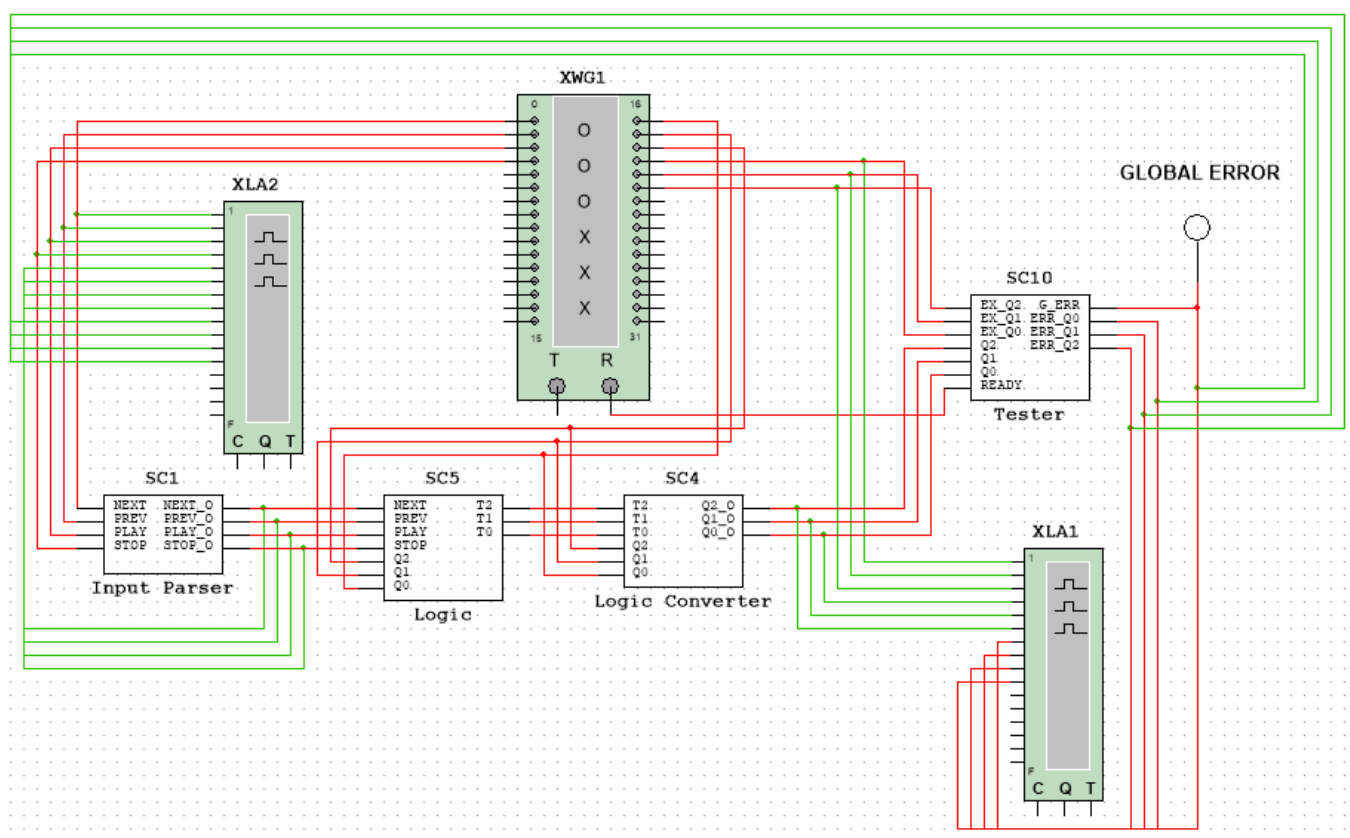 XWG1
0 16
O
O
O
X
X
X
15 31
T R
GLOBAL ERROR
XLA2
1
F
C Q T
SC10
EX_Q2 G_ERR
EX_Q1 ERR_Q0
EX_Q0 ERR_Q1
Q2 ERR_Q2
Q1
Q0
READY
Tester
SC1
NEXT NEXT_O
PREV PREV_O
PLAY PLAY_O
STOP STOP_O
Input Parser
SC5
NEXT T2
PREV T1
PLAY T0
STOP
Q2
Q1
Q0
Logic
SC4
T2 Q2_O
T1 Q1_O
T0 Q0_O
Q2
Q1
Q0
Logic Converter
XLA1
1
F
C Q T